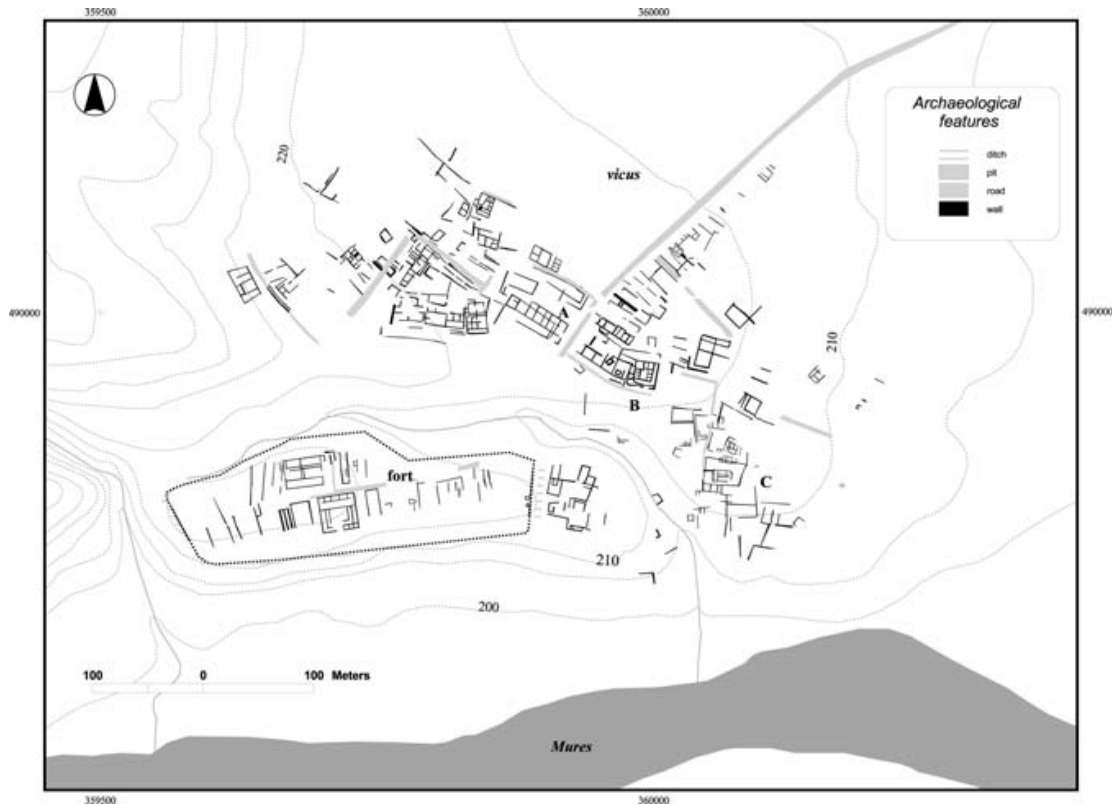 359500
360000
Archaeological
features
ditch
pit
road
wall
220
vicus
A
490000
490000
210
B
fort
C
210
200
100 0 100 Meters
Mures
359500
360000